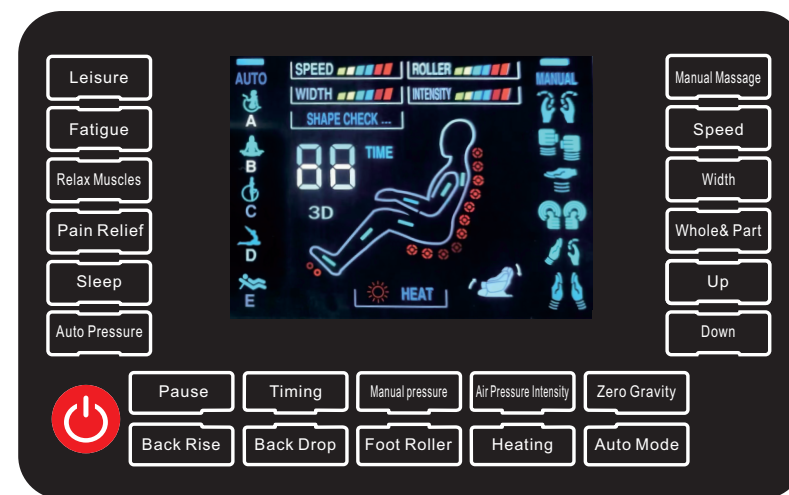 Leisure
Fatigue
Relax Muscles
Pain Relief
Sleep
Auto Pressure
AUTO
A
B
C
D
E
SPEED
ROLLER
WIDTH
INTENSITY
SHAPE CHECK ...
88
TIME
3D
HEAT
MANUAL
Manual Massage
Speed
Width
Whole& Part
Up
Down
Pause
Timing
Manual pressure
Air Pressure Intensity
Zero Gravity
Back Rise
Back Drop
Foot Roller
Heating
Auto Mode